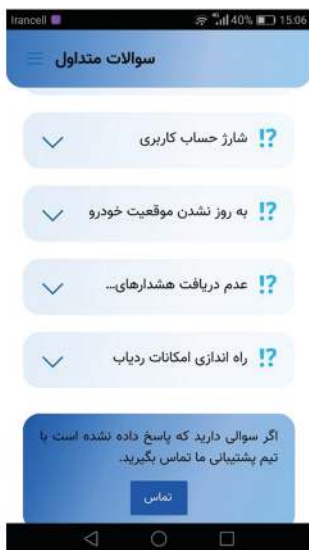 Irancell 40% 15:06
سوالات متداول
شارژ حساب کاربری
به روز نشدن موقعیت خودرو
عدم دریافت هشدارهای...
راه اندازی امکانات ردیاب
اگر سوالی دارید که پاسخ داده نشده است با
تیم پشتیبانی ما تماس بگیرید.
تماس